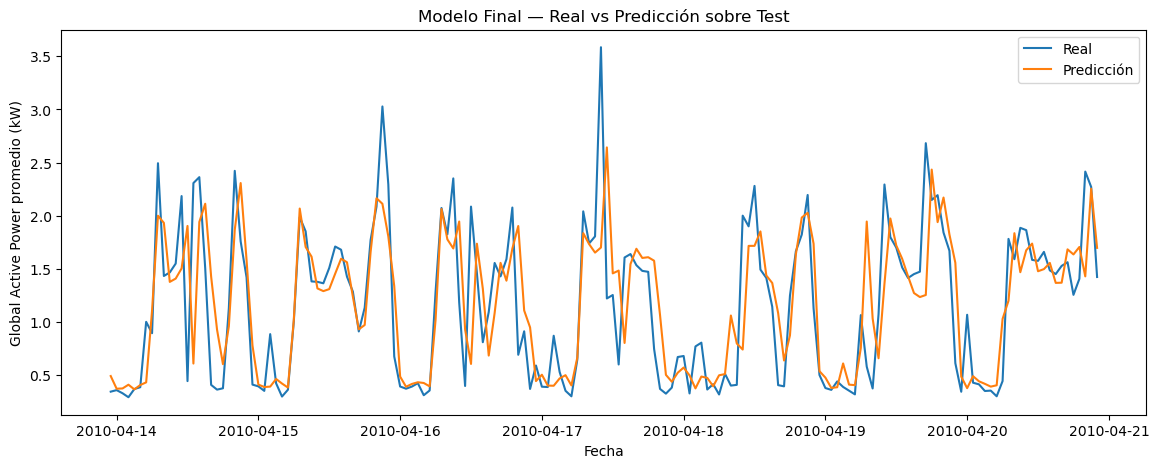 Modelo Final — Real vs Predicción sobre Test
Real
Predicción
Global Active Power promedio (kW)
3.5
3.0
2.5
2.0
1.5
1.0
0.5
2010-04-14 2010-04-15 2010-04-16 2010-04-17 2010-04-18 2010-04-19 2010-04-20 2010-04-21
Fecha